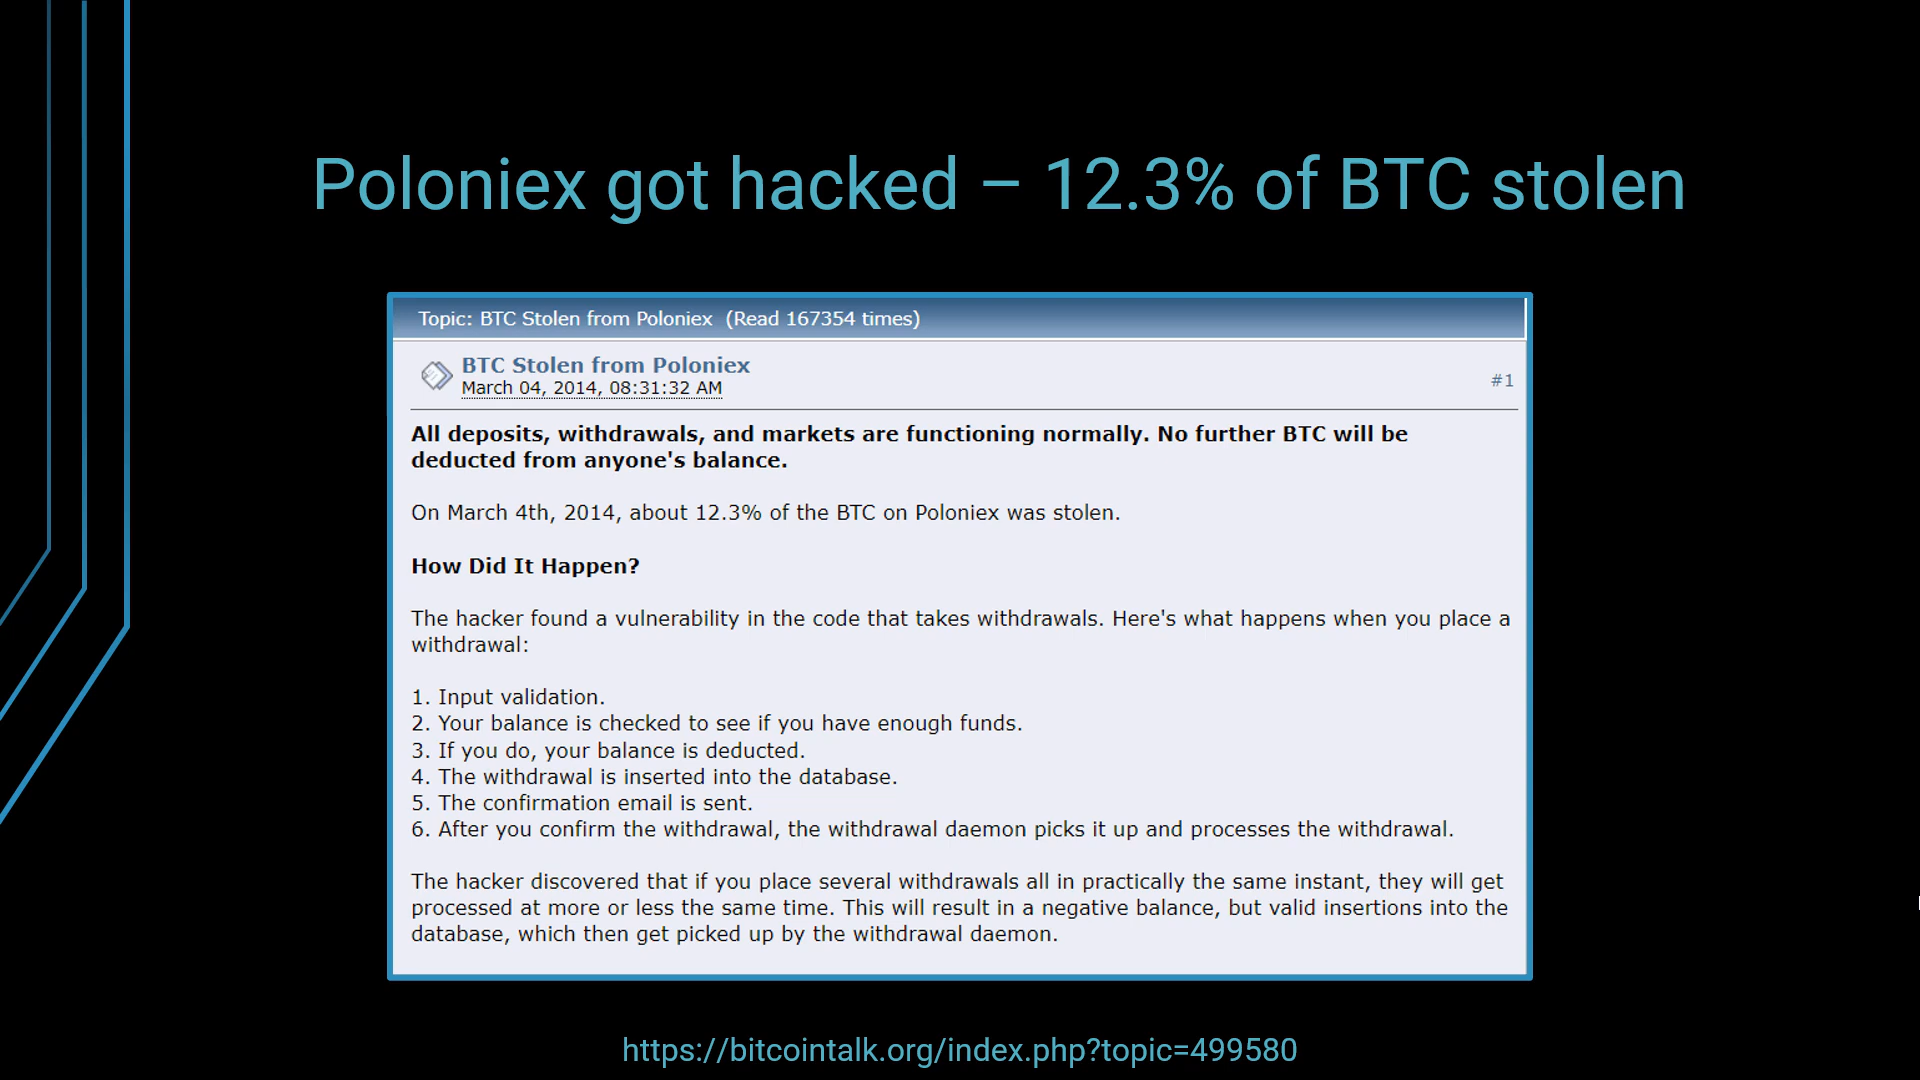 Poloniex got hacked – 12.3% of BTC stolen
Topic: BTC Stolen from Poloniex  (Read 167354 times)
BTC Stolen from Poloniex
March 04, 2014, 08:31:32 AM
#1
All deposits, withdrawals, and markets are functioning normally. No further BTC will be
deducted from anyone's balance.
On March 4th, 2014, about 12.3% of the BTC on Poloniex was stolen.
How Did It Happen?
The hacker found a vulnerability in the code that takes withdrawals. Here's what happens when you place a
withdrawal:
1. Input validation.
2. Your balance is checked to see if you have enough funds.
3. If you do, your balance is deducted.
4. The withdrawal is inserted into the database.
5. The confirmation email is sent.
6. After you confirm the withdrawal, the withdrawal daemon picks it up and processes the withdrawal.
The hacker discovered that if you place several withdrawals all in practically the same instant, they will get
processed at more or less the same time. This will result in a negative balance, but valid insertions into the
database, which then get picked up by the withdrawal daemon.
https://bitcointalk.org/index.php?topic=499580